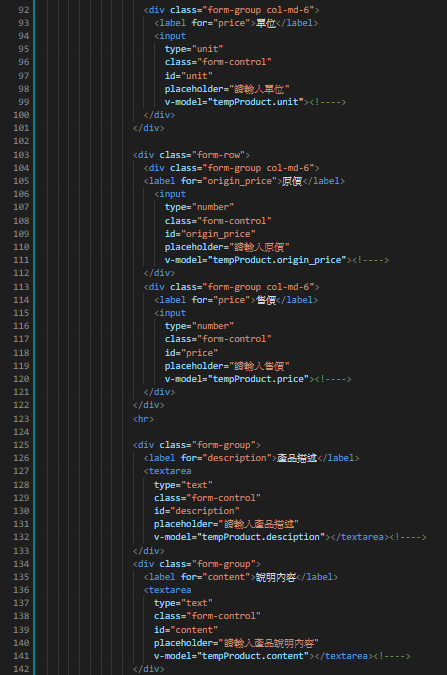 92 <div class="form-group col-md-6">
93 <label for="price">單位</label>
94 <input
95 type="unit"
96 class="form-control"
97 id="unit"
98 placeholder="請輸入單位"
99 v-model="tempProduct.unit"><!---->
100 </div>
101 </div>
102
103 <div class="form-row">
104 <div class="form-group col-md-6">
105 <label for="origin_price">原價</label>
106 <input
107 type="number"
108 class="form-control"
109 id="origin_price"
110 placeholder="請輸入原價"
111 v-model="tempProduct.origin_price"><!---->
112 </div>
113 <div class="form-group col-md-6">
114 <label for="price">售價</label>
115 <input
116 type="number"
117 class="form-control"
118 id="price"
119 placeholder="請輸入售價"
120 v-model="tempProduct.price"><!---->
121 </div>
122 </div>
123 <hr>
124
125 <div class="form-group">
126 <label for="description">產品描述</label>
127 <textarea
128 type="text"
129 class="form-control"
130 id="description"
131 placeholder="請輸入產品描述"
132 v-model="tempProduct.desciption"></textarea><!---->
133 </div>
134 <div class="form-group">
135 <label for="content">說明內容</label>
136 <textarea
137 type="text"
138 class="form-control"
139 id="content"
140 placeholder="請輸入產品說明內容"
141 v-model="tempProduct.content"></textarea><!---->
142 </div>